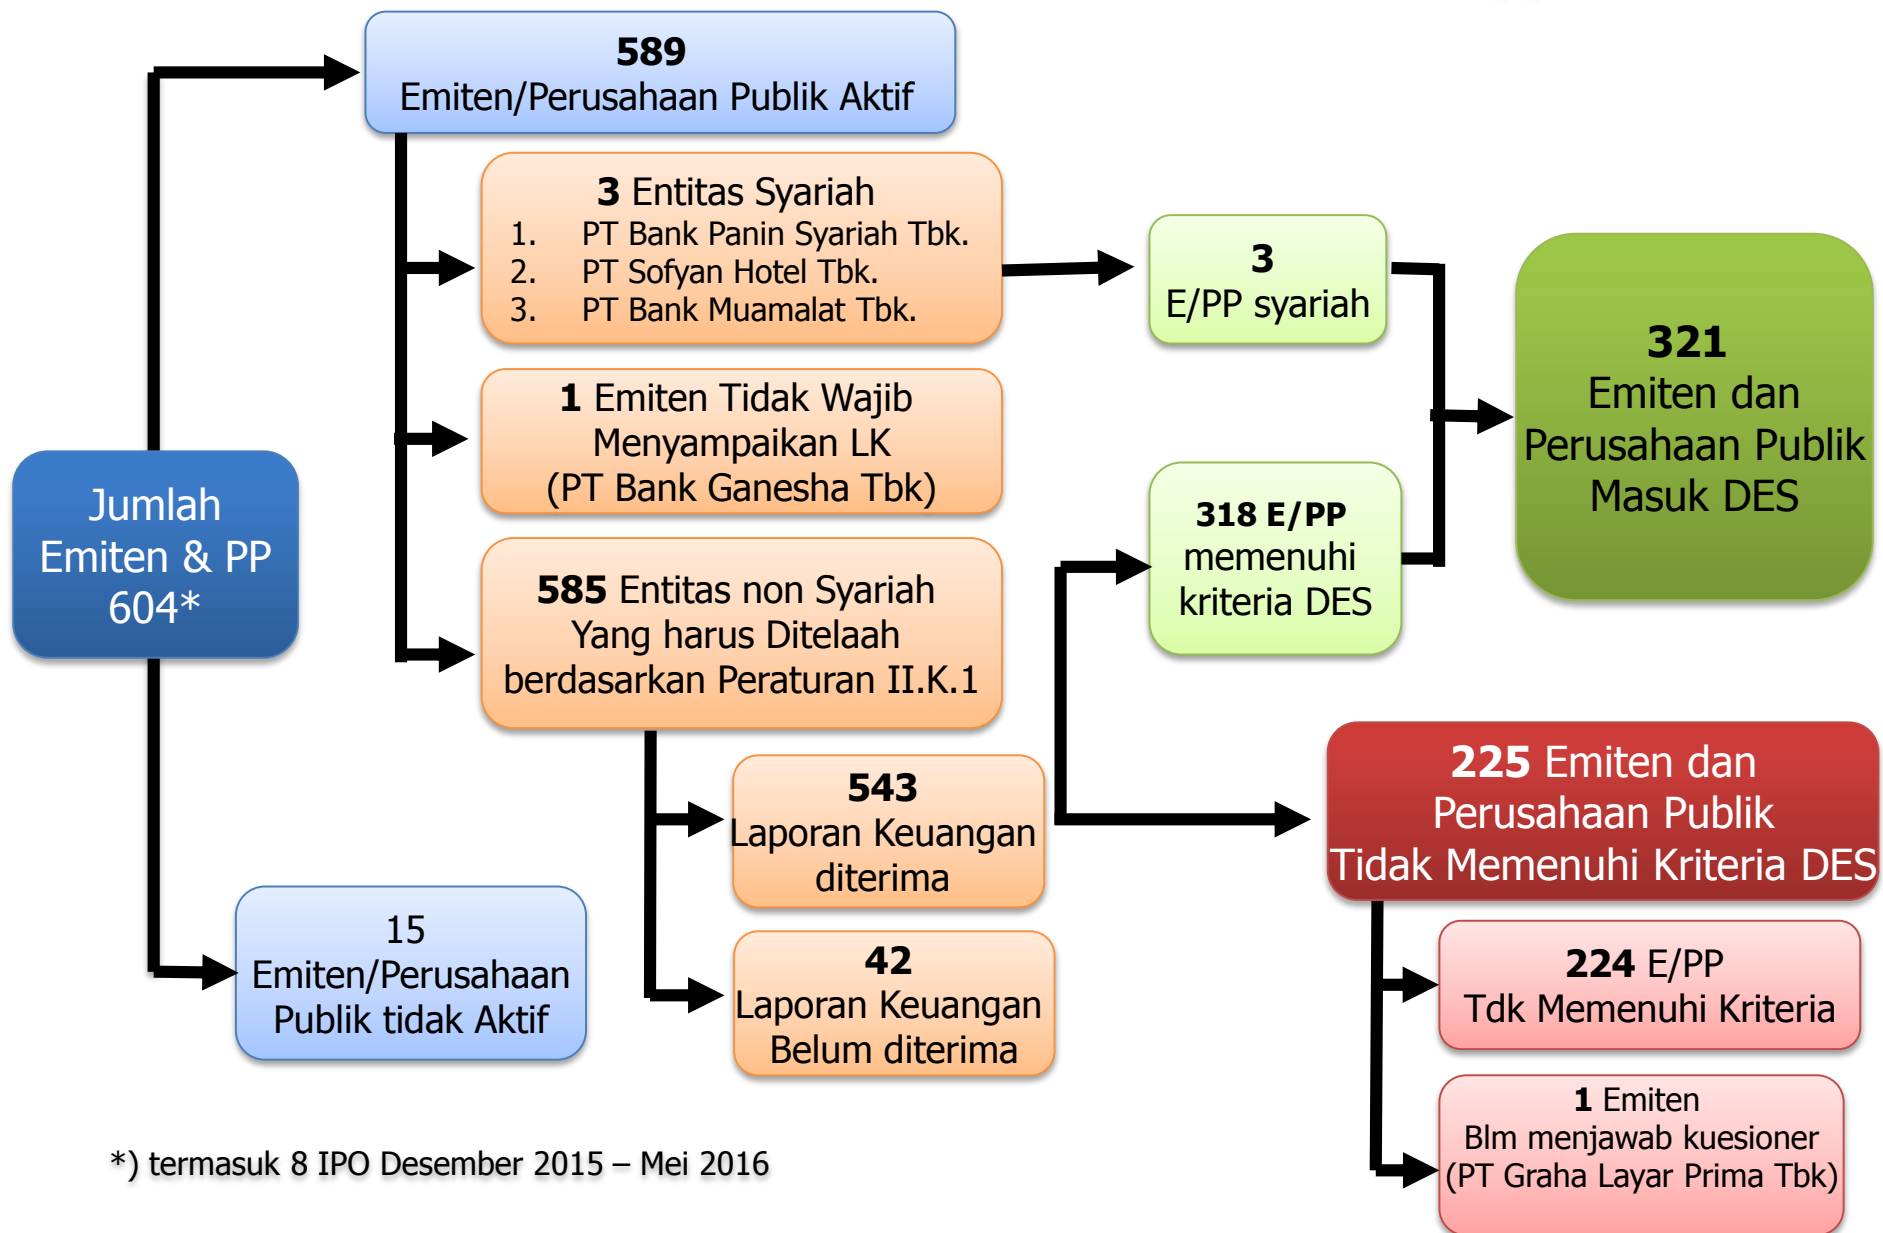 589
Emiten/Perusahaan Publik Aktif
3 Entitas Syariah
1. PT Bank Panin Syariah Tbk.
2. PT Sofyan Hotel Tbk.
3. PT Bank Muamalat Tbk.
3
E/PP syariah
321
Emiten dan
Perusahaan Publik
Masuk DES
1 Emiten Tidak Wajib
Menyampaikan LK
(PT Bank Ganesha Tbk)
Jumlah
Emiten & PP
604*
318 E/PP
memenuhi
kriteria DES
585 Entitas non Syariah
Yang harus Ditelaah
berdasarkan Peraturan II.K.1
543
Laporan Keuangan
diterima
225 Emiten dan
Perusahaan Publik
Tidak Memenuhi Kriteria DES
15
Emiten/Perusahaan
Publik tidak Aktif
42
Laporan Keuangan
Belum diterima
224 E/PP
Tdk Memenuhi Kriteria
1 Emiten
Blm menjawab kuesioner
(PT Graha Layar Prima Tbk)
*) termasuk 8 IPO Desember 2015 – Mei 2016